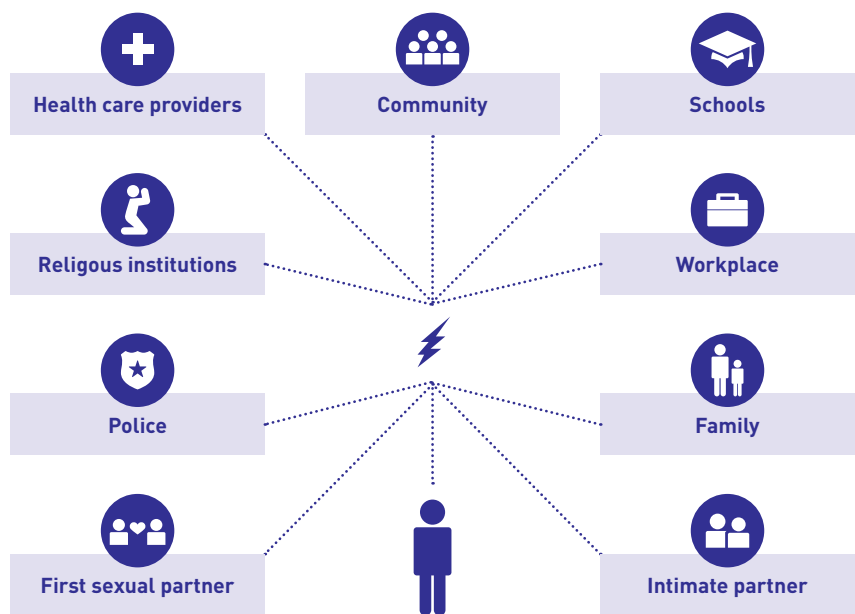 Health care providers
Community
Schools
Religous institutions
Workplace
Police
Family
First sexual partner
Intimate partner